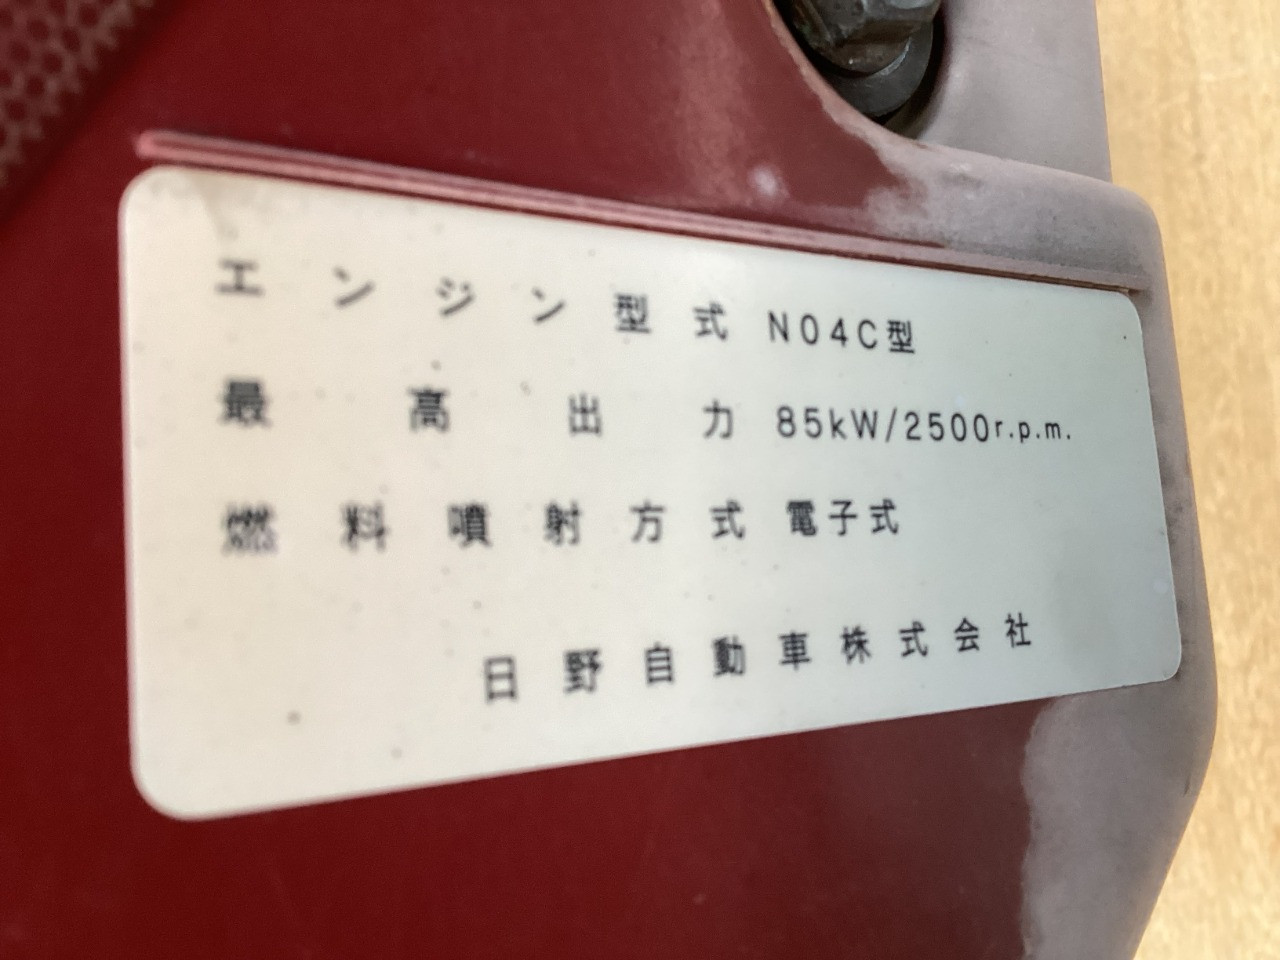 エンジン型式 N04C型
最高出力 85kW/2500r.p.m.
燃料噴射方式 電子式
日野自動車株式会社